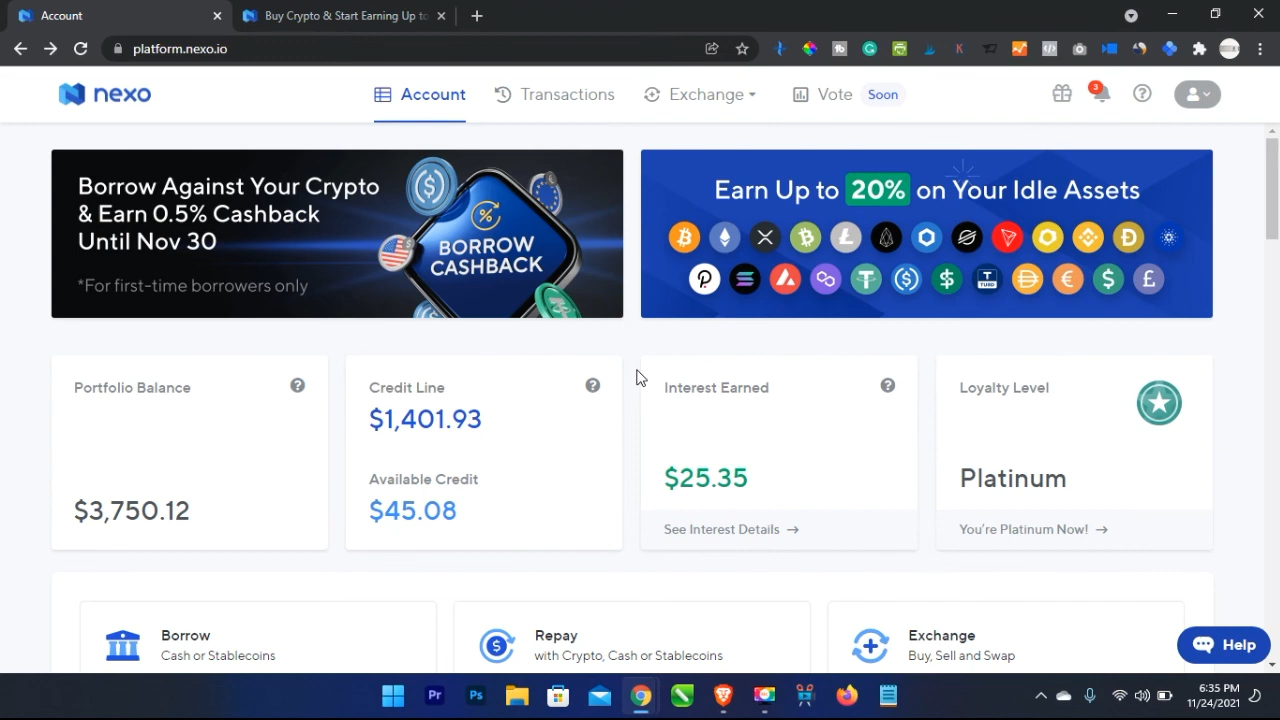 Account
Buy Crypto & Start Earning Up to
platform.nexo.io
nexo
Account
Transactions
Exchange
Vote
Soon
3
Borrow Against Your Crypto
& Earn 0.5% Cashback
Until Nov 30
*For first-time borrowers only
BORROW
CASHBACK
Earn Up to 20% on Your Idle Assets
Portfolio Balance
$3,750.12
Credit Line
$1,401.93
Available Credit
$45.08
Interest Earned
$25.35
See Interest Details →
Loyalty Level
Platinum
You're Platinum Now! →
Borrow
Cash or Stablecoins
Repay
with Crypto, Cash or Stablecoins
Exchange
Buy, Sell and Swap
Help
Pr
Ps
6:35 PM
11/24/2021